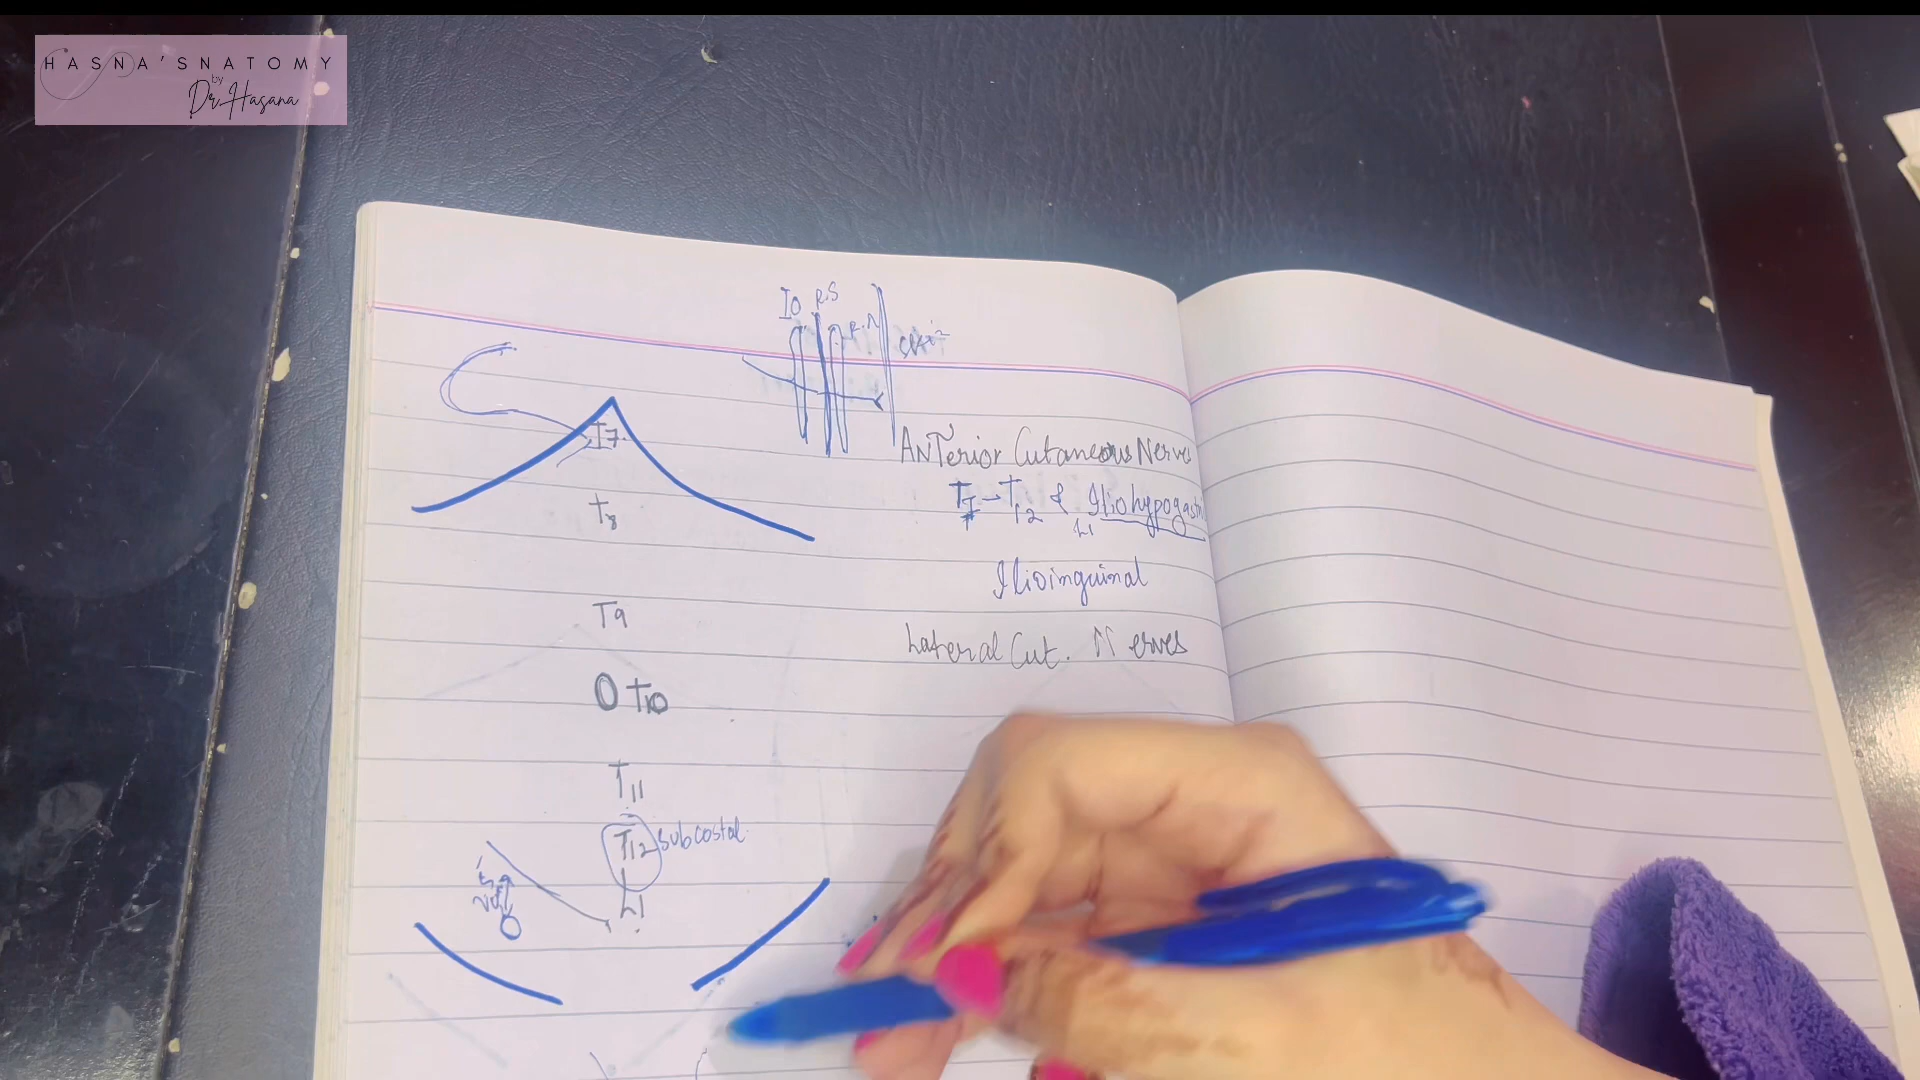 HASNA'SNATOMY
by
Dr.Hasana
IO R.S
R.A
T7
Anterior Cutaneous Nerves
T7 - T12 & Iliohypogastri
L1
T8
Ilioinguinal
T9
Lateral Cut. Nerves
O T10
T11
T12 Subcostal
L1